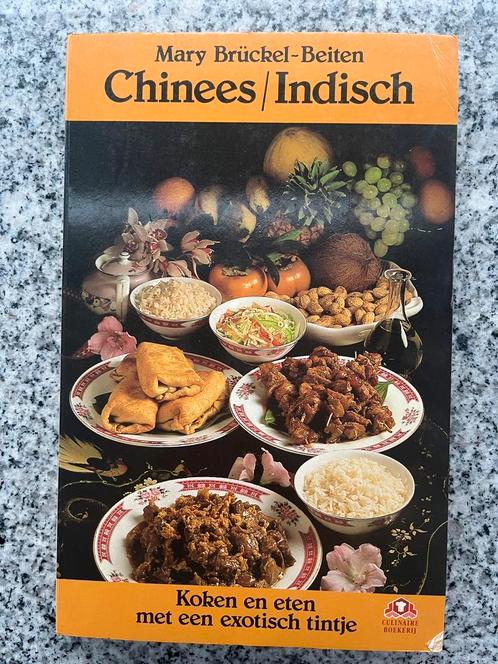 Mary Brückel-Beiten
Chinees/Indisch
Koken en eten
met een exotisch tintje
CULINAIRE
BOEKERIJ